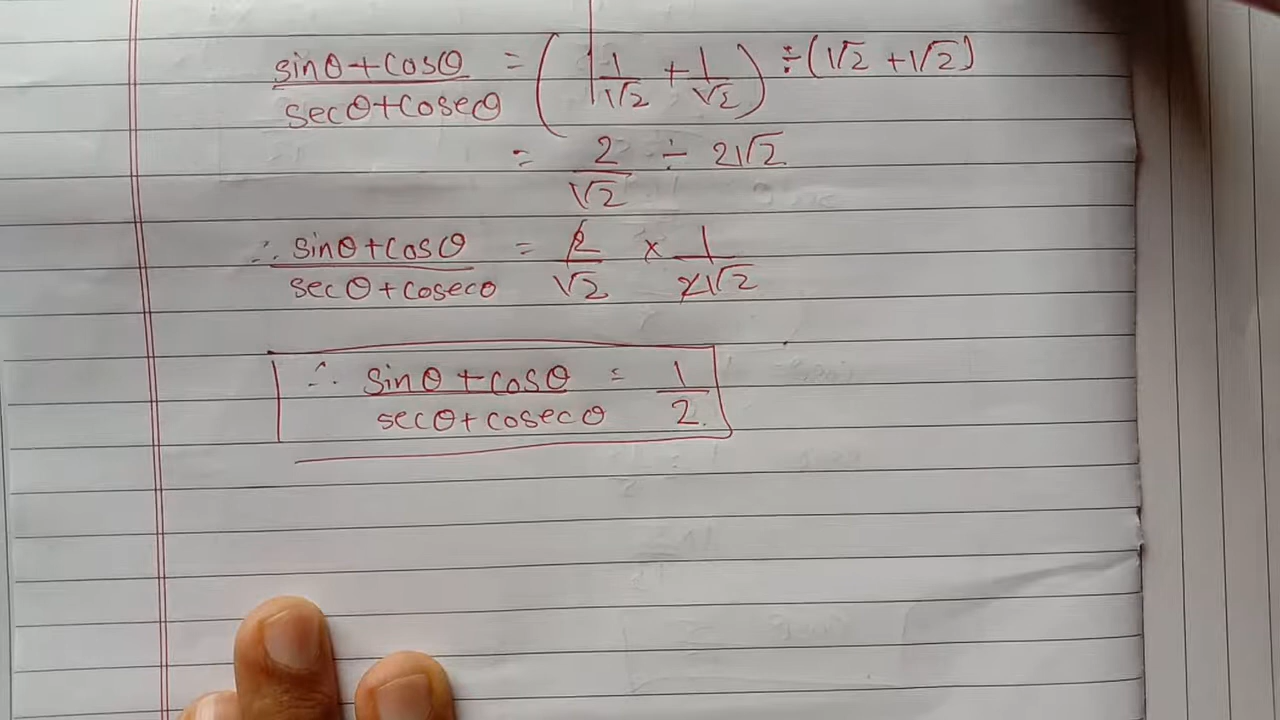 sinθ+cosθ / secθ+cosecθ = ( 1/√2 + 1/√2 ) ÷ (√2 + √2)
= 2/√2 ÷ 2√2
∴ sinθ+cosθ / secθ+cosecθ = 2/√2 × 1/2√2
∴ sinθ+cosθ / secθ+cosecθ = 1/2